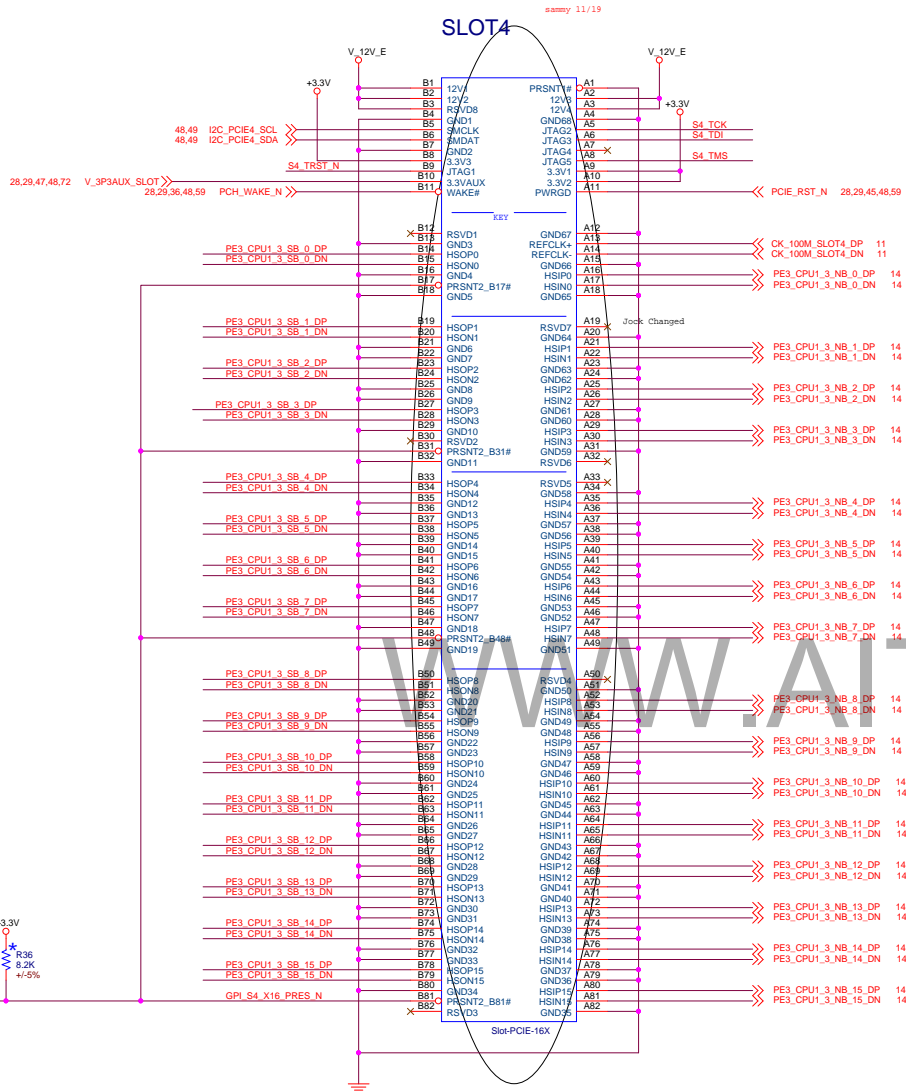 sammy 11/19
SLOT4
V_12V_E
V_12V_E
+3.3V
+3.3V
B1 12V1 PRSNT1# A1
B2 12V2 12V3 A2
B3 RSVD8 12V4 A3
B4 GND1 GND68 A4
48,49 I2C_PCIE4_SCL B5 SMCLK JTAG2 A5 S4_TCK
48,49 I2C_PCIE4_SDA B6 SMDAT JTAG3 A6 S4_TDI
B7 GND2 JTAG4 A7
B8 3.3V3 JTAG5 A8 S4_TMS
S4_TRST_N B9 JTAG1 3.3V1 A9
28,29,47,48,72 V_3P3AUX_SLOT B10 3.3VAUX 3.3V2 A10
28,29,36,48,59 PCH_WAKE_N B11 WAKE# PWRGD A11 PCIE_RST_N 28,29,45,48,59
KEY
B12 RSVD1 GND67 A12
B13 GND3 REFCLK+ A13 CK_100M_SLOT4_DP 11
PE3_CPU1_3_SB_0_DP B14 HSOP0 REFCLK- A14 CK_100M_SLOT4_DN 11
PE3_CPU1_3_SB_0_DN B15 HSON0 GND66 A15
B16 GND4 HSIP0 A16 PE3_CPU1_3_NB_0_DP 14
B17 PRSNT2_B17# HSIN0 A17 PE3_CPU1_3_NB_0_DN 14
B18 GND5 GND65 A18
PE3_CPU1_3_SB_1_DP B19 HSOP1 RSVD7 A19 Jock Changed
PE3_CPU1_3_SB_1_DN B20 HSON1 GND64 A20
B21 GND6 HSIP1 A21 PE3_CPU1_3_NB_1_DP 14
B22 GND7 HSIN1 A22 PE3_CPU1_3_NB_1_DN 14
PE3_CPU1_3_SB_2_DP B23 HSOP2 GND63 A23
PE3_CPU1_3_SB_2_DN B24 HSON2 GND62 A24
B25 GND8 HSIP2 A25 PE3_CPU1_3_NB_2_DP 14
B26 GND9 HSIN2 A26 PE3_CPU1_3_NB_2_DN 14
PE3_CPU1_3_SB_3_DP B27 HSOP3 GND61 A27
PE3_CPU1_3_SB_3_DN B28 HSON3 GND60 A28
B29 GND10 HSIP3 A29 PE3_CPU1_3_NB_3_DP 14
B30 RSVD2 HSIN3 A30 PE3_CPU1_3_NB_3_DN 14
B31 PRSNT2_B31# GND59 A31
B32 GND11 RSVD6 A32
PE3_CPU1_3_SB_4_DP B33 HSOP4 RSVD5 A33
PE3_CPU1_3_SB_4_DN B34 HSON4 GND58 A34
B35 GND12 HSIP4 A35 PE3_CPU1_3_NB_4_DP 14
B36 GND13 HSIN4 A36 PE3_CPU1_3_NB_4_DN 14
PE3_CPU1_3_SB_5_DP B37 HSOP5 GND57 A37
PE3_CPU1_3_SB_5_DN B38 HSON5 GND56 A38
B39 GND14 HSIP5 A39 PE3_CPU1_3_NB_5_DP 14
B40 GND15 HSIN5 A40 PE3_CPU1_3_NB_5_DN 14
PE3_CPU1_3_SB_6_DP B41 HSOP6 GND55 A41
PE3_CPU1_3_SB_6_DN B42 HSON6 GND54 A42
B43 GND16 HSIP6 A43 PE3_CPU1_3_NB_6_DP 14
B44 GND17 HSIN6 A44 PE3_CPU1_3_NB_6_DN 14
PE3_CPU1_3_SB_7_DP B45 HSOP7 GND53 A45
PE3_CPU1_3_SB_7_DN B46 HSON7 GND52 A46
B47 GND18 HSIP7 A47 PE3_CPU1_3_NB_7_DP 14
B48 PRSNT2_B48# HSIN7 A48 PE3_CPU1_3_NB_7_DN 14
B49 GND19 GND51 A49
WWW.AIT
PE3_CPU1_3_SB_8_DP B50 HSOP8 RSVD4 A50
PE3_CPU1_3_SB_8_DN B51 HSON8 GND50 A51
B52 GND20 HSIP8 A52 PE3_CPU1_3_NB_8_DP 14
B53 GND21 HSIN8 A53 PE3_CPU1_3_NB_8_DN 14
PE3_CPU1_3_SB_9_DP B54 HSOP9 GND49 A54
PE3_CPU1_3_SB_9_DN B55 HSON9 GND48 A55
B56 GND22 HSIP9 A56 PE3_CPU1_3_NB_9_DP 14
B57 GND23 HSIN9 A57 PE3_CPU1_3_NB_9_DN 14
PE3_CPU1_3_SB_10_DP B58 HSOP10 GND47 A58
PE3_CPU1_3_SB_10_DN B59 HSON10 GND46 A59
B60 GND24 HSIP10 A60 PE3_CPU1_3_NB_10_DP 14
B61 GND25 HSIN10 A61 PE3_CPU1_3_NB_10_DN 14
PE3_CPU1_3_SB_11_DP B62 HSOP11 GND45 A62
PE3_CPU1_3_SB_11_DN B63 HSON11 GND44 A63
B64 GND26 HSIP11 A64 PE3_CPU1_3_NB_11_DP 14
B65 GND27 HSIN11 A65 PE3_CPU1_3_NB_11_DN 14
PE3_CPU1_3_SB_12_DP B66 HSOP12 GND43 A66
PE3_CPU1_3_SB_12_DN B67 HSON12 GND42 A67
B68 GND28 HSIP12 A68 PE3_CPU1_3_NB_12_DP 14
B69 GND29 HSIN12 A69 PE3_CPU1_3_NB_12_DN 14
PE3_CPU1_3_SB_13_DP B70 HSOP13 GND41 A70
PE3_CPU1_3_SB_13_DN B71 HSON13 GND40 A71
B72 GND30 HSIP13 A72 PE3_CPU1_3_NB_13_DP 14
B73 GND31 HSIN13 A73 PE3_CPU1_3_NB_13_DN 14
PE3_CPU1_3_SB_14_DP B74 HSOP14 GND39 A74
PE3_CPU1_3_SB_14_DN B75 HSON14 GND38 A75
B76 GND32 HSIP14 A76 PE3_CPU1_3_NB_14_DP 14
B77 GND33 HSIN14 A77 PE3_CPU1_3_NB_14_DN 14
PE3_CPU1_3_SB_15_DP B78 HSOP15 GND37 A78
PE3_CPU1_3_SB_15_DN B79 HSON15 GND36 A79
B80 GND34 HSIP15 A80 PE3_CPU1_3_NB_15_DP 14
GPI_S4_X16_PRES_N B81 PRSNT2_B81# HSIN15 A81 PE3_CPU1_3_NB_15_DN 14
B82 RSVD3 GND35 A82
+3.3V
*
R36
8.2K
+/-5%
Slot-PCIE-16X